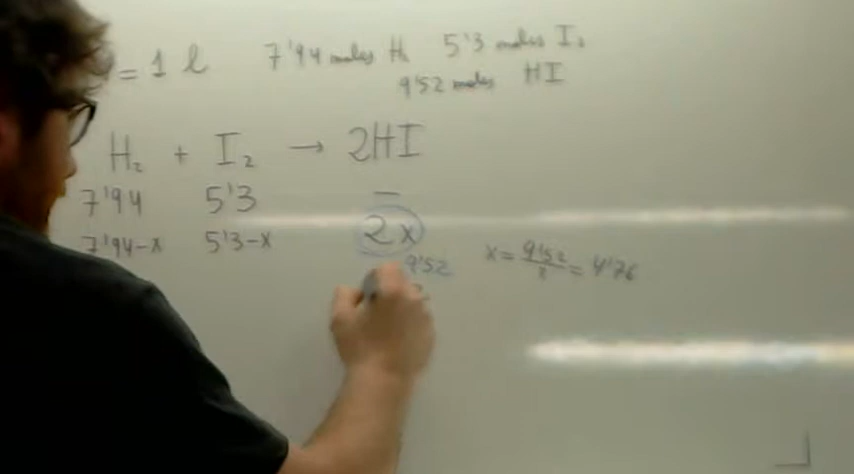 = 1 l 7'94 moles H₂ 5'3 moles I₂
9'52 moles HI
H₂ + I₂ → 2HI
7'94 5'3 —
7'94-x 5'3-x 2x
9'52 x = 9'52/2 = 4'76